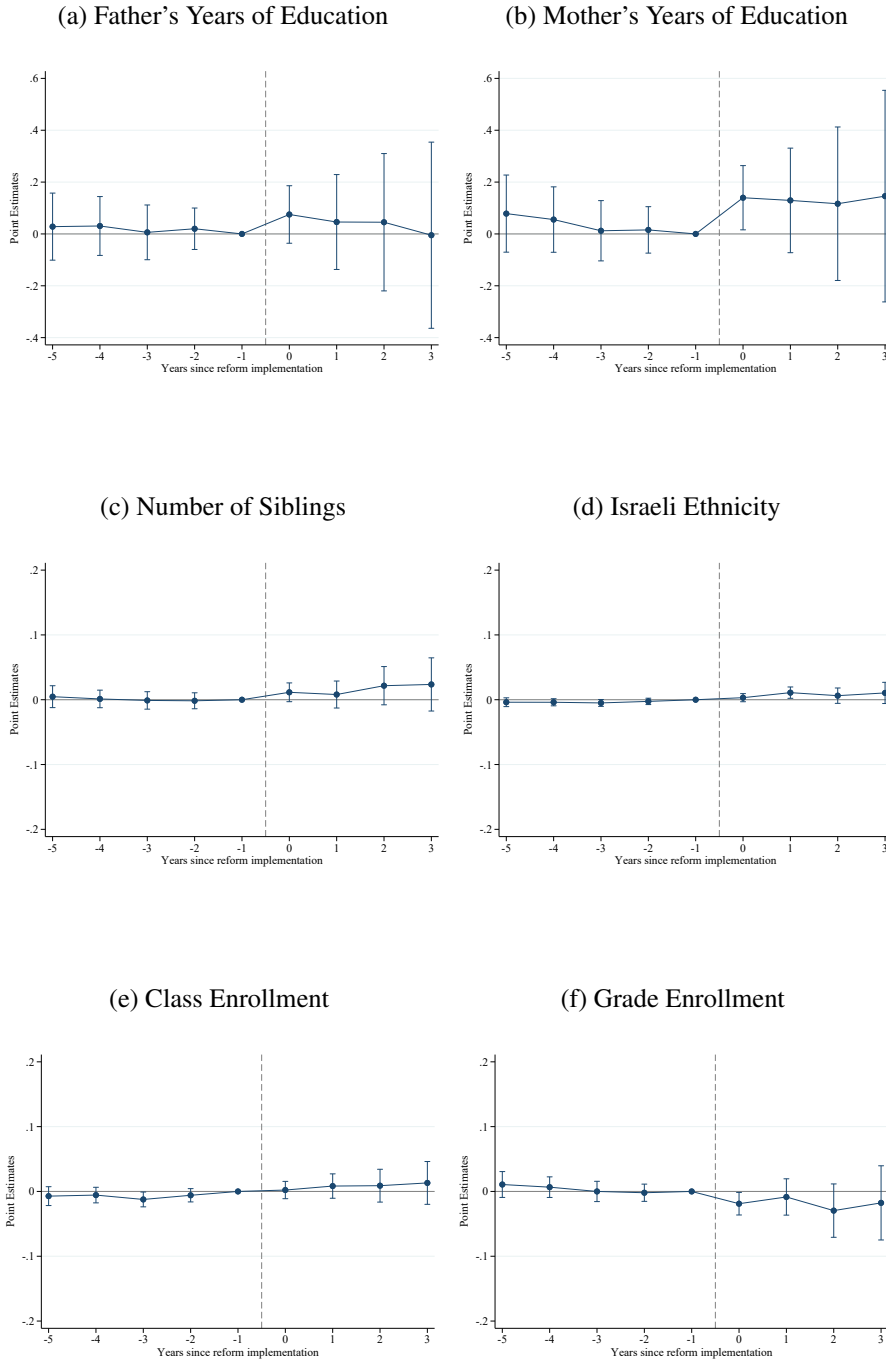 (a) Father's Years of Education
.6
.4
.2
0
-.2
-.4
Point Estimates
-5 -4 -3 -2 -1 0 1 2 3
Years since reform implementation
(b) Mother's Years of Education
.6
.4
.2
0
-.2
-.4
Point Estimates
-5 -4 -3 -2 -1 0 1 2 3
Years since reform implementation
(c) Number of Siblings
.2
.1
0
-.1
-.2
Point Estimates
-5 -4 -3 -2 -1 0 1 2 3
Years since reform implementation
(d) Israeli Ethnicity
.2
.1
0
-.1
-.2
Point Estimates
-5 -4 -3 -2 -1 0 1 2 3
Years since reform implementation
(e) Class Enrollment
.2
.1
0
-.1
-.2
Point Estimates
-5 -4 -3 -2 -1 0 1 2 3
Years since reform implementation
(f) Grade Enrollment
.2
.1
0
-.1
-.2
Point Estimates
-5 -4 -3 -2 -1 0 1 2 3
Years since reform implementation